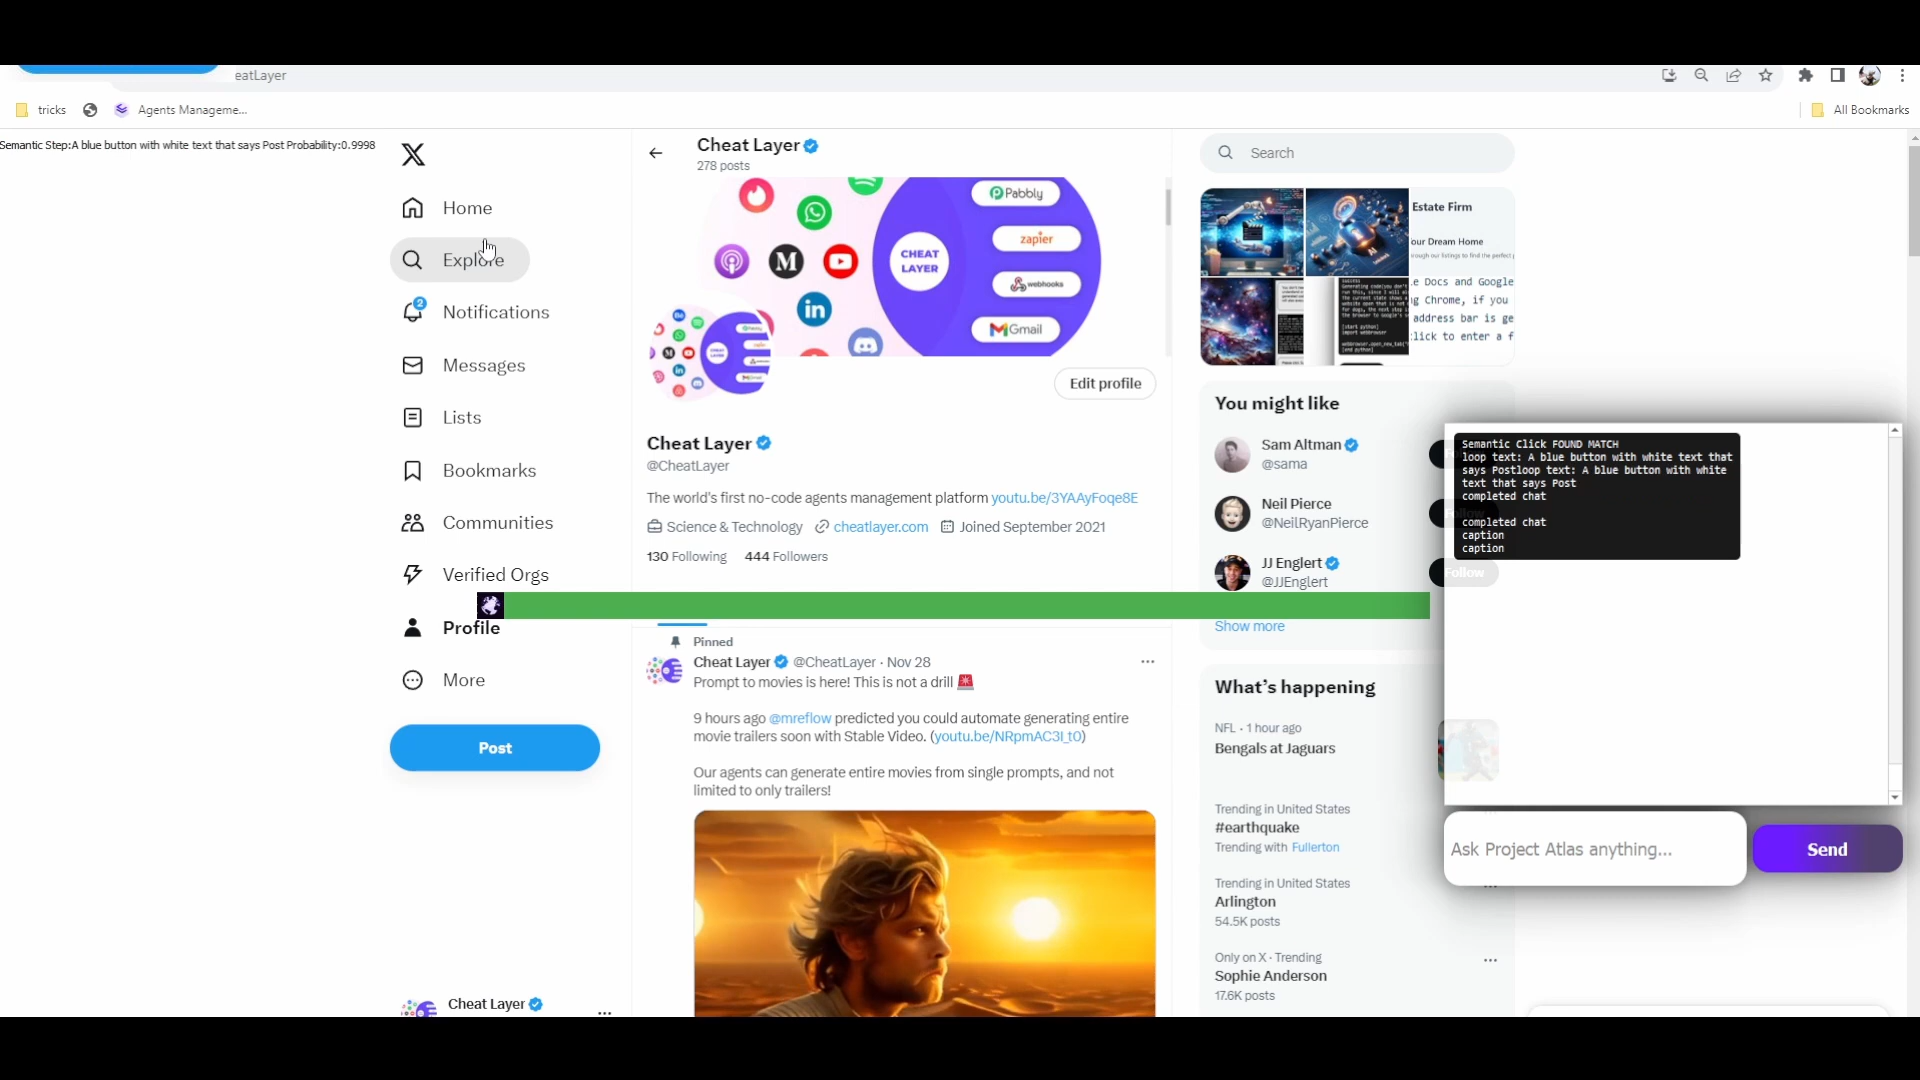 eatLayer
tricks
Agents Manageme...
All Bookmarks
Semantic Step:A blue button with white text that says Post Probability:0.9998
Home
Explore
Notifications
2
Messages
Lists
Bookmarks
Communities
Verified Orgs
Profile
More
Post
Cheat Layer
Cheat Layer
278 posts
Pabbly
zapier
webhooks
Gmail
CHEAT
LAYER
Edit profile
Cheat Layer
@CheatLayer
The world's first no-code agents management platform youtu.be/3YAAyFoqe8E
Science & Technology cheatlayer.com Joined September 2021
130 Following 444 Followers
Pinned
Cheat Layer @CheatLayer · Nov 28
Prompt to movies is here! This is not a drill
9 hours ago @mreflow predicted you could automate generating entire
movie trailers soon with Stable Video. (youtu.be/NRpmAC3I_t0)
Our agents can generate entire movies from single prompts, and not
limited to only trailers!
Search
Estate Firm
our Dream Home
e Docs and Google
g Chrome, if you
address bar is ge
lick to enter a f
You might like
Sam Altman
@sama
Neil Pierce
@NeilRyanPierce
JJ Englert
@JJEnglert
Follow
Show more
What's happening
NFL · 1 hour ago
Bengals at Jaguars
Trending in United States
#earthquake
Trending with Fullerton
Trending in United States
Arlington
54.5K posts
Only on X · Trending
Sophie Anderson
17.6K posts
Semantic Click FOUND MATCH
loop text: A blue button with white text that
says Postloop text: A blue button with white
text that says Post
completed chat
completed chat
caption
caption
Ask Project Atlas anything...
Send